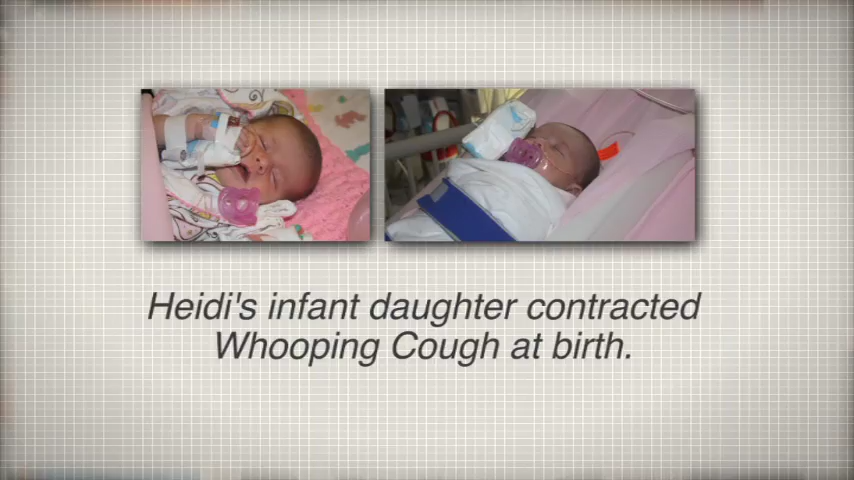 Heidi's infant daughter contracted
Whooping Cough at birth.